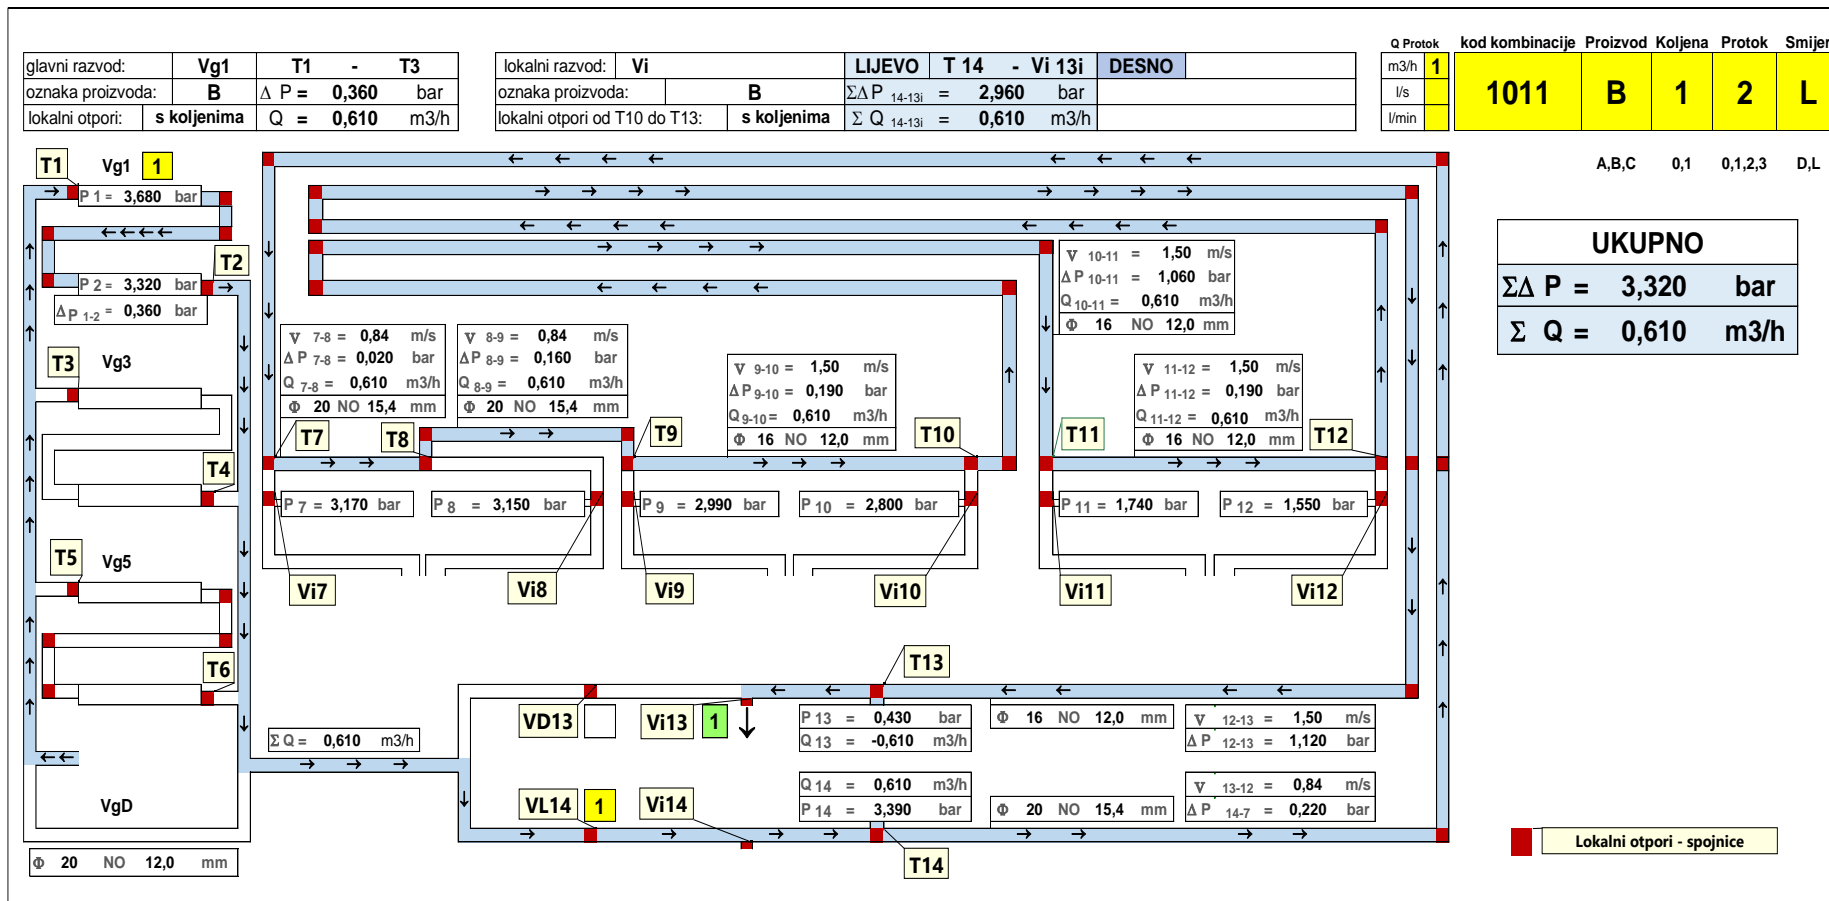 glavni razvod: Vg1 T1 - T3
oznaka proizvoda: B Δ P = 0,360 bar
lokalni otpori: s koljenima Q = 0,610 m3/h
lokalni razvod: Vi LIJEVO T 14 - Vi 13i DESNO
oznaka proizvoda: B ΣΔ P 14-13i = 2,960 bar
lokalni otpori od T10 do T13: s koljenima Σ Q 14-13i = 0,610 m3/h
Q Protok
m3/h 1
l/s
l/min
kod kombinacije Proizvod Koljena Protok Smijer
1011 B 1 2 L
A,B,C 0,1 0,1,2,3 D,L
UKUPNO
ΣΔ P = 3,320 bar
Σ Q = 0,610 m3/h
T1 Vg1 1
P 1 = 3,680 bar
T2
P 2 = 3,320 bar
Δ P 1-2 = 0,360 bar
T3 Vg3
T4
T5 Vg5
T6
VgD
Φ 20 NO 12,0 mm
V 7-8 = 0,84 m/s
Δ P 7-8 = 0,020 bar
Q 7-8 = 0,610 m3/h
Φ 20 NO 15,4 mm
V 8-9 = 0,84 m/s
Δ P 8-9 = 0,160 bar
Q 8-9 = 0,610 m3/h
Φ 20 NO 15,4 mm
V 9-10 = 1,50 m/s
Δ P 9-10 = 0,190 bar
Q 9-10 = 0,610 m3/h
Φ 16 NO 12,0 mm
V 10-11 = 1,50 m/s
Δ P 10-11 = 1,060 bar
Q 10-11 = 0,610 m3/h
Φ 16 NO 12,0 mm
V 11-12 = 1,50 m/s
Δ P 11-12 = 0,190 bar
Q 11-12 = 0,610 m3/h
Φ 16 NO 12,0 mm
T7 T8 T9 T10 T11 T12
P 7 = 3,170 bar
P 8 = 3,150 bar
P 9 = 2,990 bar
P 10 = 2,800 bar
P 11 = 1,740 bar
P 12 = 1,550 bar
Vi7 Vi8 Vi9 Vi10 Vi11 Vi12
T13
VD13 Vi13 1
P 13 = 0,430 bar
Q 13 = -0,610 m3/h
Φ 16 NO 12,0 mm
V 12-13 = 1,50 m/s
Δ P 12-13 = 1,120 bar
Σ Q = 0,610 m3/h
VL14 1 Vi14
Q 14 = 0,610 m3/h
P 14 = 3,390 bar
Φ 20 NO 15,4 mm
V 13-12 = 0,84 m/s
Δ P 14-7 = 0,220 bar
T14
Lokalni otpori - spojnice